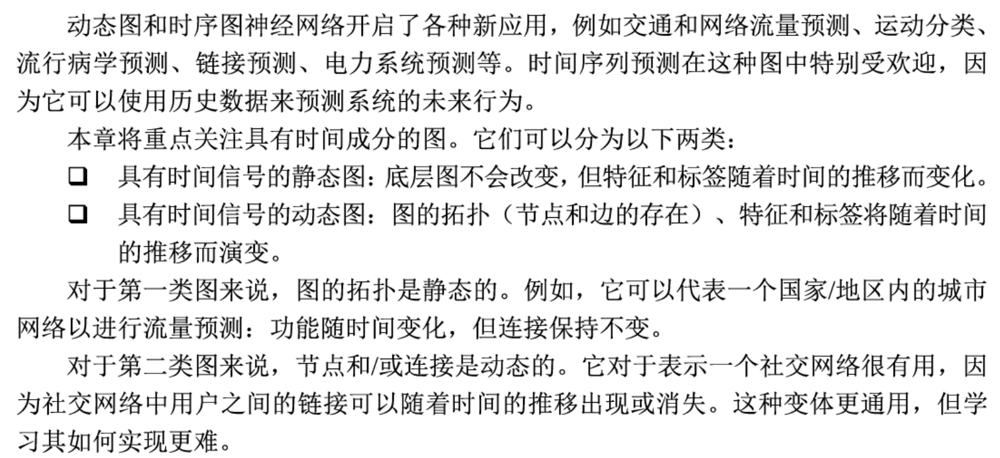 动态图和时序图神经网络开启了各种新应用，例如交通和网络流量预测、运动分类、
流行病学预测、链接预测、电力系统预测等。时间序列预测在这种图中特别受欢迎，因
为它可以使用历史数据来预测系统的未来行为。
本章将重点关注具有时间成分的图。它们可以分为以下两类：
❑ 具有时间信号的静态图：底层图不会改变，但特征和标签随着时间的推移而变化。
❑ 具有时间信号的动态图：图的拓扑（节点和边的存在）、特征和标签将随着时间
的推移而演变。
对于第一类图来说，图的拓扑是静态的。例如，它可以代表一个国家/地区内的城市
网络以进行流量预测：功能随时间变化，但连接保持不变。
对于第二类图来说，节点和/或连接是动态的。它对于表示一个社交网络很有用，因
为社交网络中用户之间的链接可以随着时间的推移出现或消失。这种变体更通用，但学
习其如何实现更难。